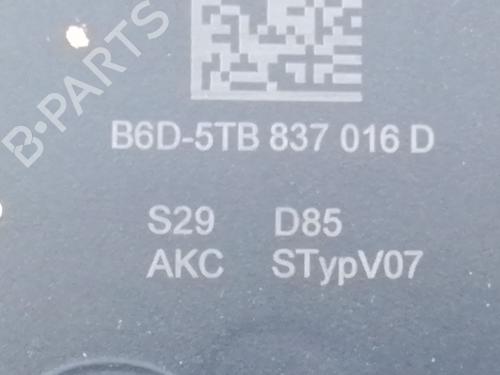 B-PARTS
B6D-5TB 837 016 D
S29 D85
AKC STypV07